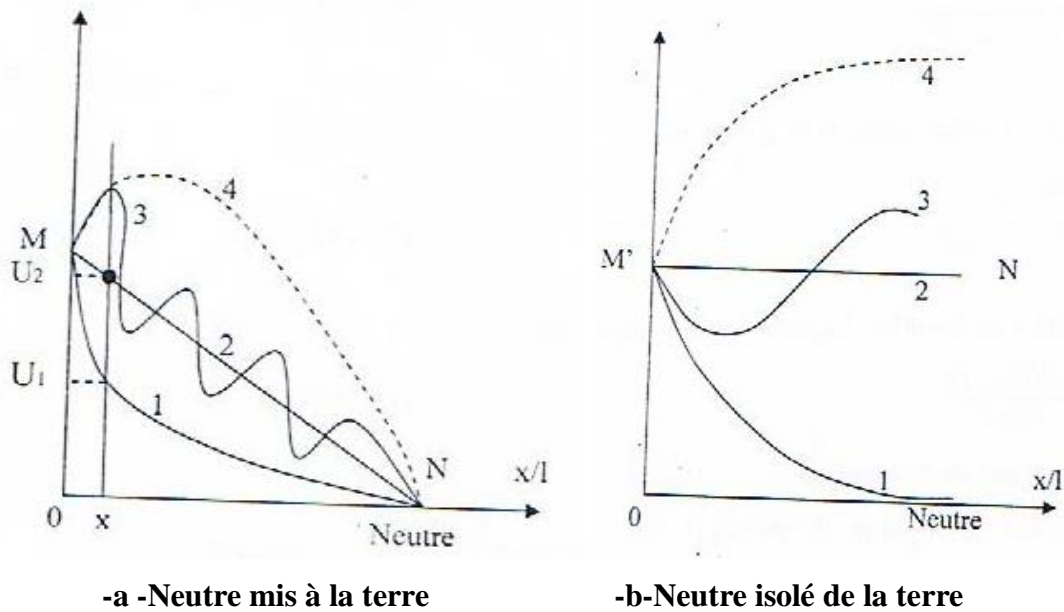 4
4
3
M
3
U2
M'
N
2
2
U1
1
N
x/l
1
x/l
0
x
Neutre
0
Neutre
-a -Neutre mis à la terre
-b-Neutre isolé de la terre